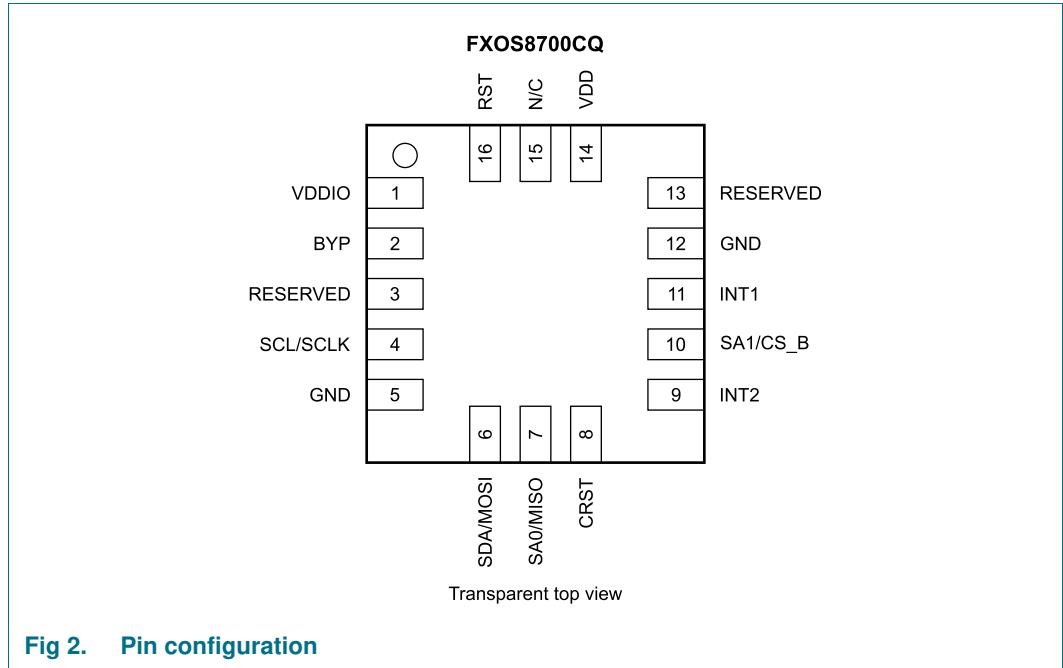 FXOS8700CQ
RST
N/C
VDD
16
15
14
VDDIO
1
13
RESERVED
BYP
2
12
GND
RESERVED
3
11
INT1
SCL/SCLK
4
10
SA1/CS_B
GND
5
9
INT2
6
7
8
SDA/MOSI
SA0/MISO
CRST
Transparent top view
Fig 2. Pin configuration